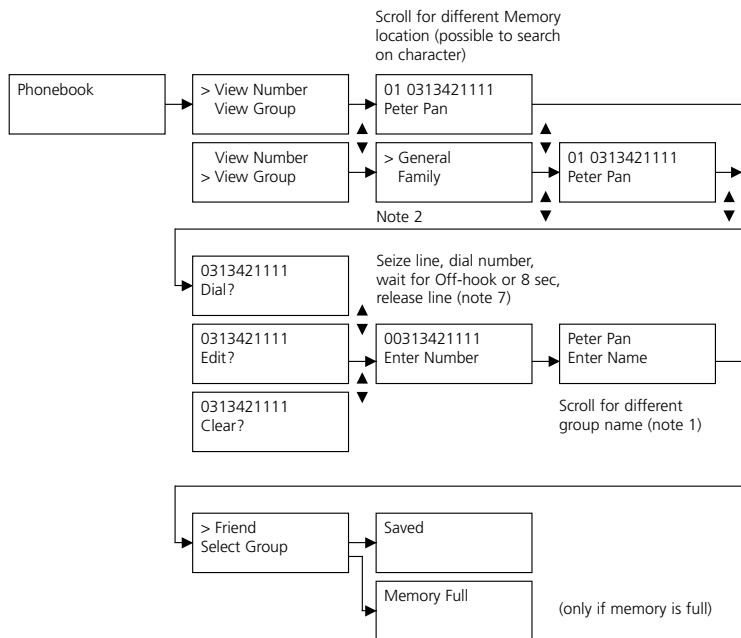 Scroll for different Memory
location (possible to search
on character)
Phonebook
> View Number
View Group
01 0313421111
Peter Pan
View Number
> View Group
> General
Family
01 0313421111
Peter Pan
Note 2
0313421111
Dial?
Seize line, dial number,
wait for Off-hook or 8 sec,
release line (note 7)
0313421111
Edit?
00313421111
Enter Number
Peter Pan
Enter Name
0313421111
Clear?
Scroll for different
group name (note 1)
> Friend
Select Group
Saved
Memory Full
(only if memory is full)